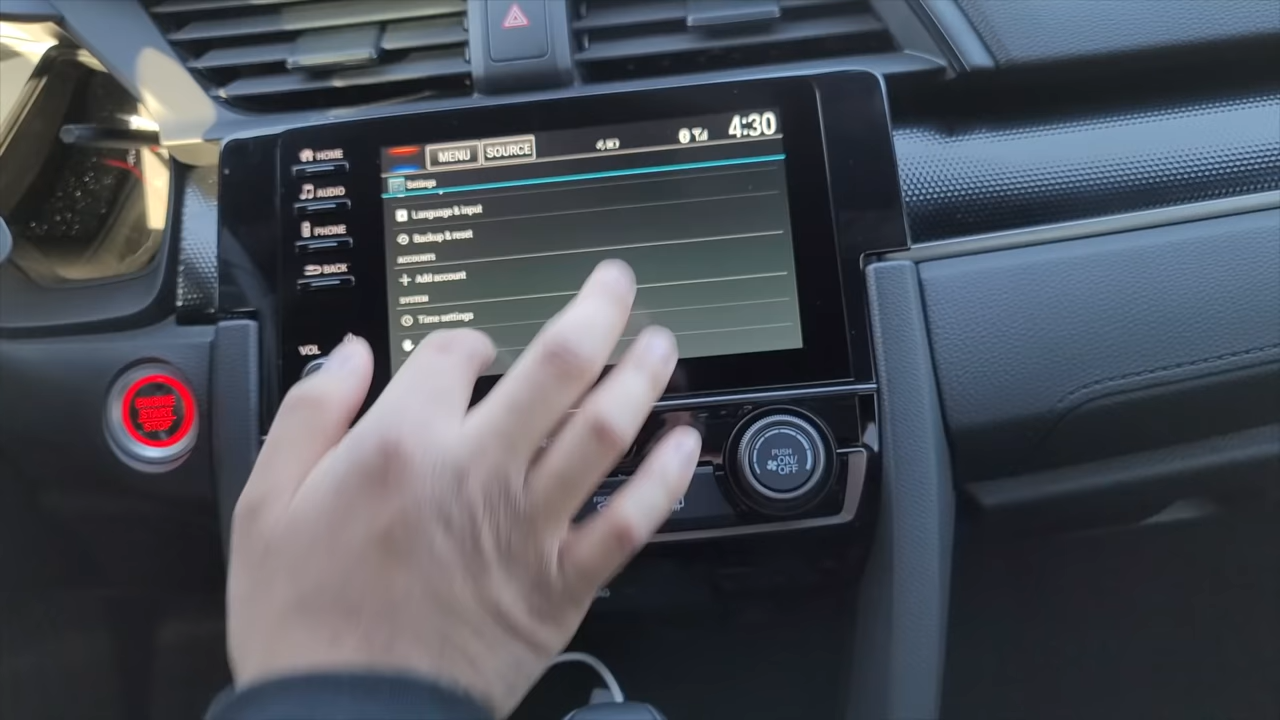 HOME
AUDIO
PHONE
BACK
VOL
MENU SOURCE
4:30
Settings
Language & input
Backup & reset
ACCOUNTS
Add account
SYSTEM
Time settings
ENGINE
START
STOP
PUSH
ON/
OFF